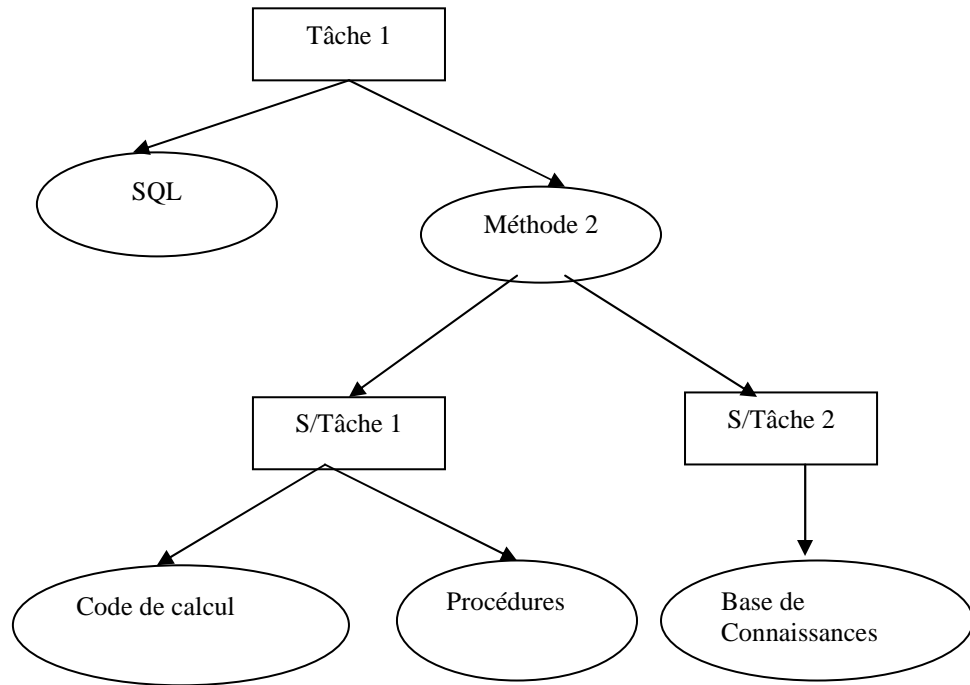 Tâche 1
SQL
Méthode 2
S/Tâche 1
S/Tâche 2
Code de calcul
Procédures
Base de
Connaissances